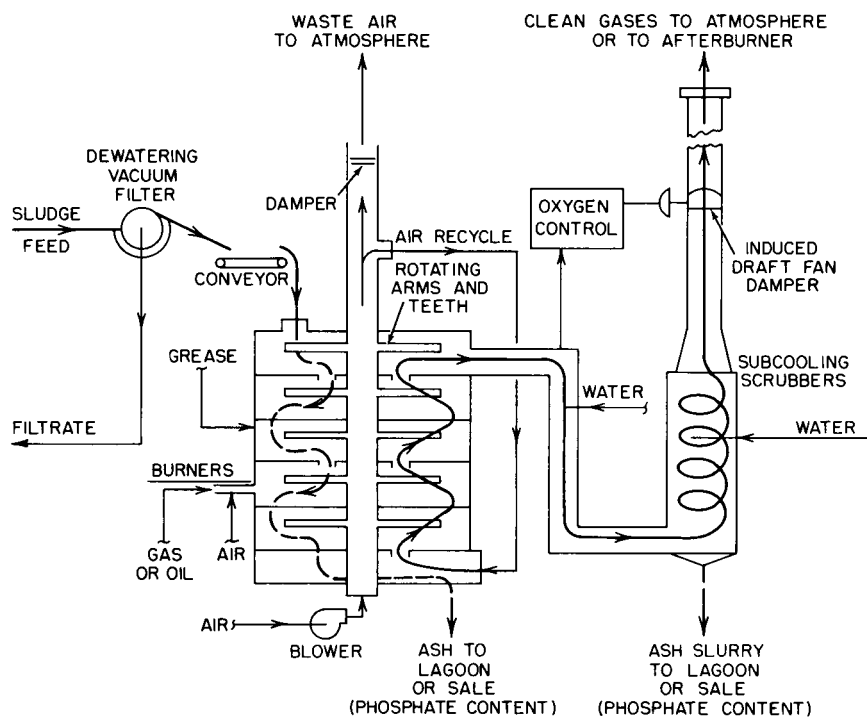 WASTE AIR
TO ATMOSPHERE
CLEAN GASES TO ATMOSPHERE
OR TO AFTERBURNER
DEWATERING
VACUUM
FILTER
SLUDGE
FEED
DAMPER
OXYGEN
CONTROL
AIR RECYCLE
INDUCED
DRAFT FAN
DAMPER
CONVEYOR
ROTATING
ARMS AND
TEETH
GREASE
SUBCOOLING
SCRUBBERS
WATER
FILTRATE
WATER
BURNERS
GAS
OR OIL
AIR
AIR
BLOWER
ASH TO
LAGOON
OR SALE
(PHOSPHATE CONTENT)
ASH SLURRY
TO LAGOON
OR SALE
(PHOSPHATE CONTENT)